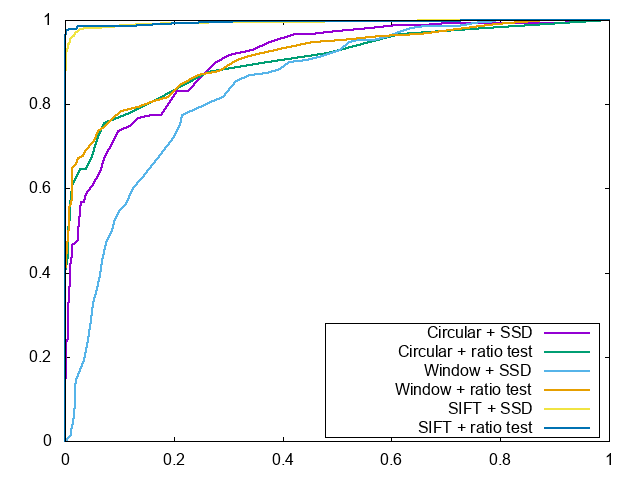 1
0.8
0.6
0.4
0.2
0
0 0.2 0.4 0.6 0.8 1
Circular + SSD
Circular + ratio test
Window + SSD
Window + ratio test
SIFT + SSD
SIFT + ratio test